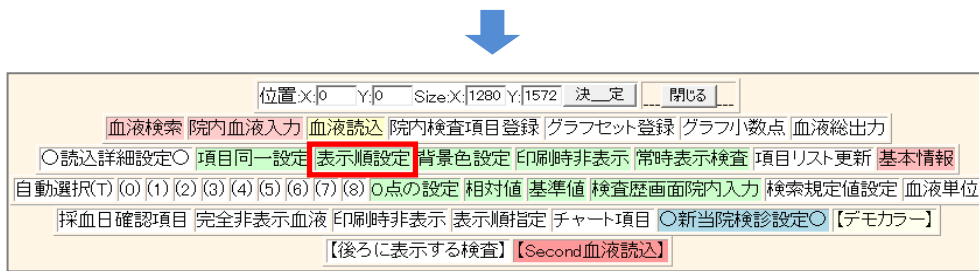 位置:X:0 Y:0 Size:X:1280 Y:1572 決__定 ___閉じる___
血液検索 院内血液入力 血液読込 院内検査項目登録 グラフセット登録 グラフ小数点 血液総出力
○読込詳細設定○ 項目同一設定 表示順設定 背景色設定 印刷時非表示 常時表示検査 項目リスト更新 基本情報
自動選択(T) (0) (1) (2) (3) (4) (5) (6) (7) (8) 0点の設定 相対値 基準値 検査歴画面院内入力 検索規定値設定 血液単位
採血日確認項目 完全非表示血液 印刷時非表示 表示順指定 チャート項目 ○新当院検診設定○ 【デモカラー】
【後ろに表示する検査】 【Second血液読込】